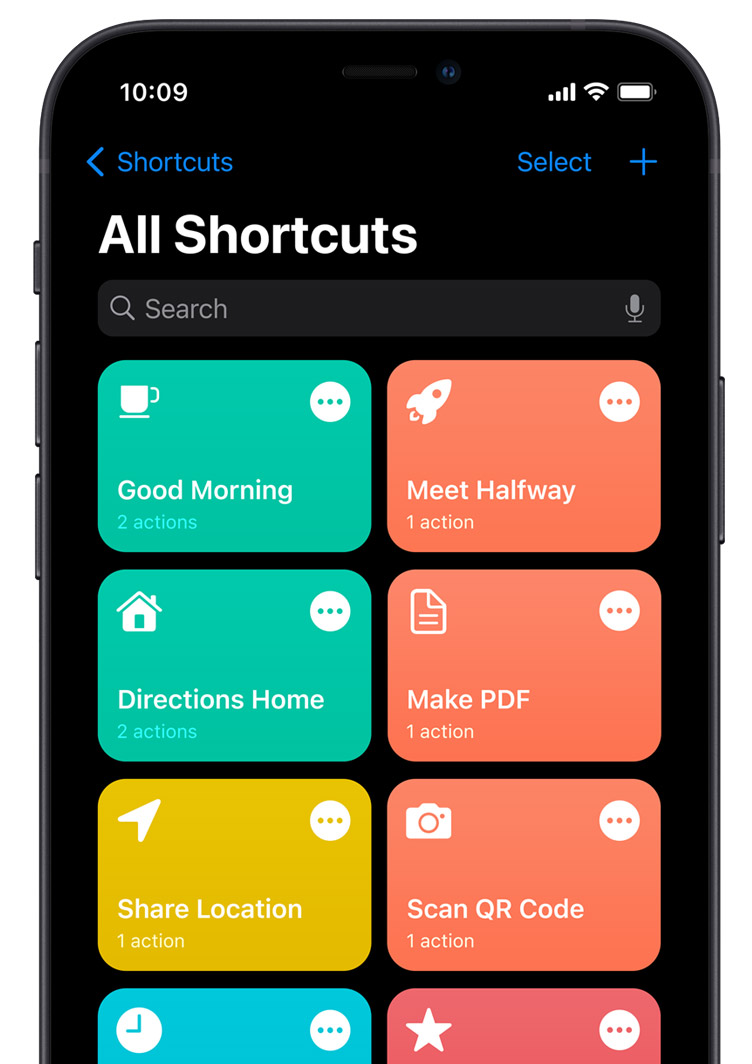 10:09
Shortcuts
Select
All Shortcuts
Search
Good Morning
2 actions
Meet Halfway
1 action
Directions Home
2 actions
Make PDF
1 action
Share Location
1 action
Scan QR Code
1 action